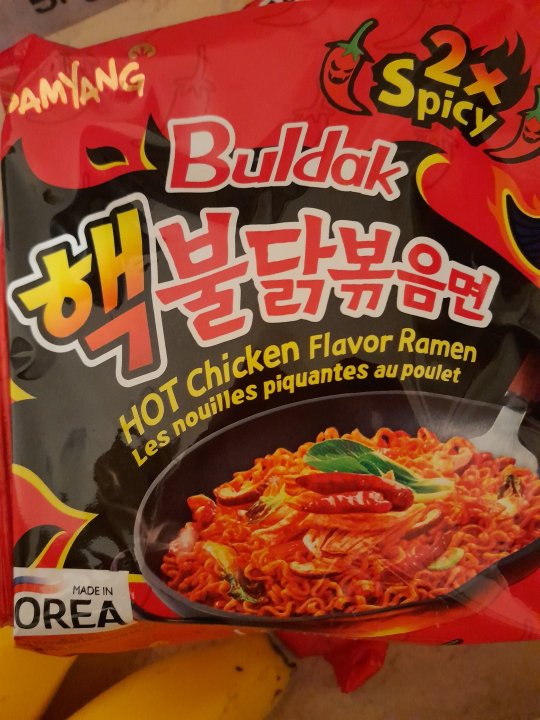 SAMYANG
2x
Spicy
Buldak
핵불닭볶음면
HOT Chicken Flavor Ramen
Les nouilles piquantes au poulet
MADE IN
OREA